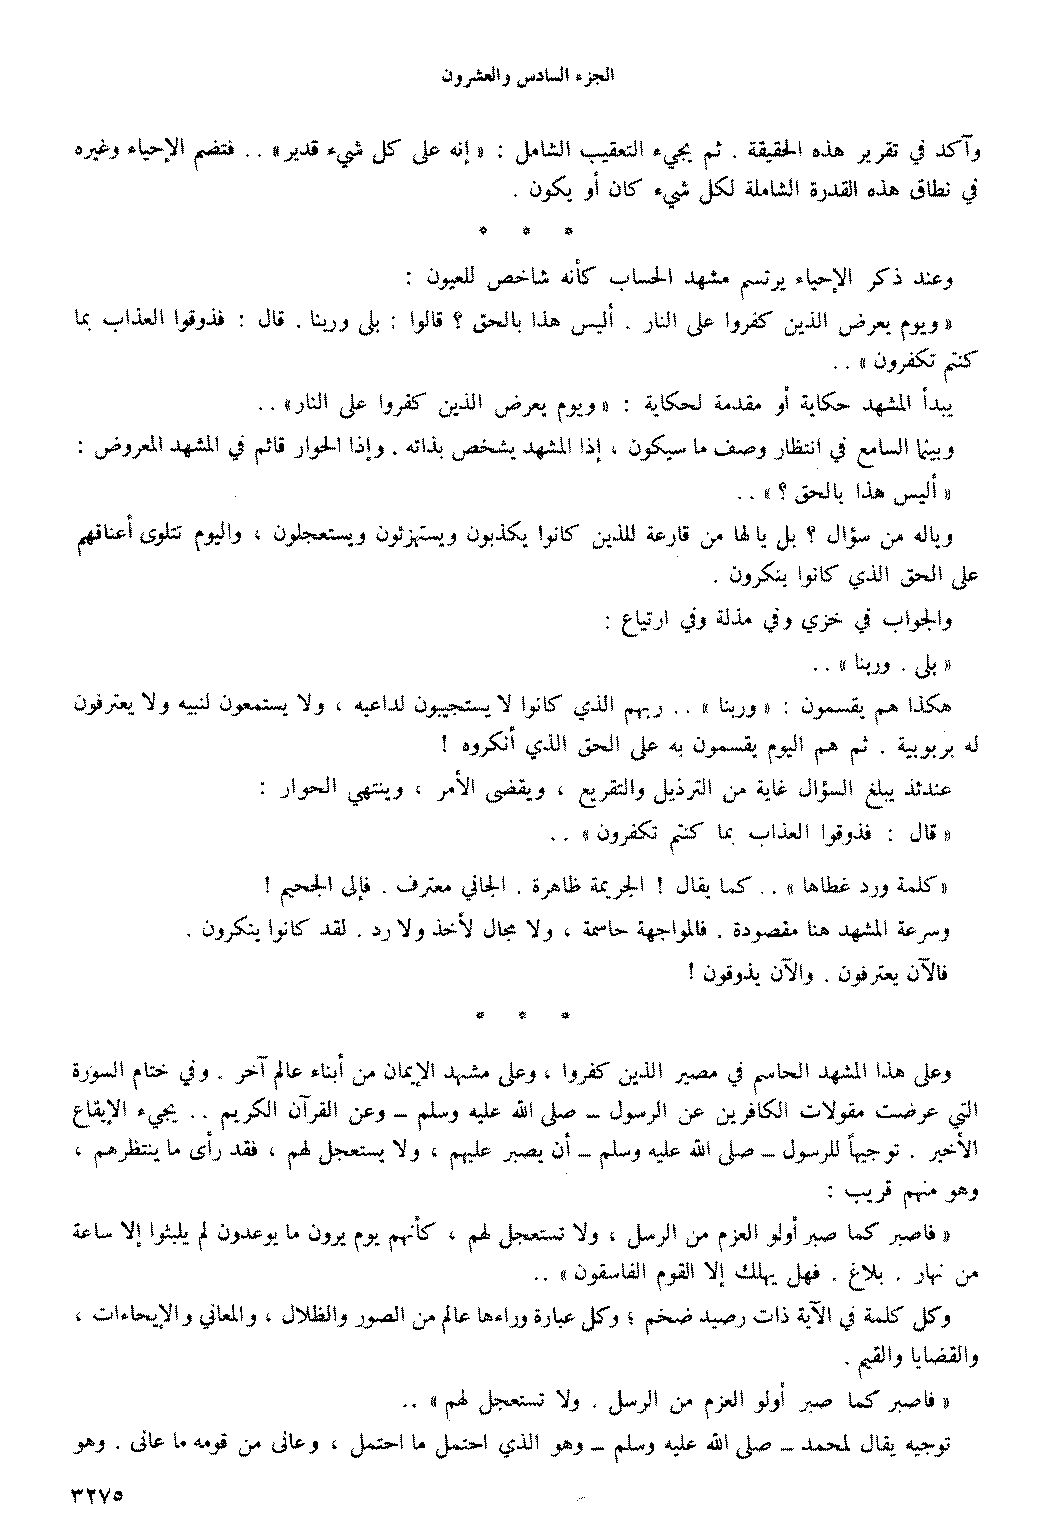 الجزء السادس والعشرون
وآكد في تقرير هذه الحقيقة . ثم يجيء التعقيب الشامل : « إنه على كل شيء قدير» .. فتضم الإحياء وغيره
في نطاق هذه القدرة الشاملة لكل شيء كان أو يكون .
* * *
وعند ذكر الإحياء يرتسم مشهد الحساب كأنه شاخص للعيون :
« ويوم يعرض الذين كفروا على النار . أليس هذا بالحق ؟ قالوا : بلى وربنا . قال : فذوقوا العذاب بما
كنتم تكفرون » ..
يبدأ المشهد حكاية أو مقدمة لحكاية : « ويوم يعرض الذين كفروا على النار» ..
وبينما السامع في انتظار وصف ما سيكون ، إذا المشهد يشخص بذاته . وإذا الحوار قائم في المشهد المعروض :
« أليس هذا بالحق ؟ » ..
وياله من سؤال ؟ بل يالها من قارعة للذين كانوا يكذبون ويستهزئون ويستعجلون ، واليوم تتلوى أعناقهم
على الحق الذي كانوا ينكرون .
والجواب في خزي وفي مذلة وفي ارتياع :
« بلى . وربنا » ..
هكذا هم يقسمون : « وربنا » .. ربهم الذي كانوا لا يستجيبون لداعيه ، ولا يستمعون لنبيه ولا يعترفون
له بربوبية . ثم هم اليوم يقسمون به على الحق الذي أنكروه !
عندئذ يبلغ السؤال غاية من الترذيل والتقريع ، ويقضى الأمر ، وينتهي الحوار :
« قال : فذوقوا العذاب بما كنتم تكفرون » ..
«كلمة ورد غطاها » .. كما يقال ! الجريمة ظاهرة . الجاني معترف . فإلى الجحيم !
وسرعة المشهد هنا مقصودة . فالمواجهة حاسمة ، ولا مجال لأخذ ولا رد . لقد كانوا ينكرون .
فالآن يعترفون . والآن يذوقون !
* * *
وعلى هذا المشهد الحاسم في مصير الذين كفروا ، وعلى مشهد الإيمان من أبناء عالم آخر . وفي ختام السورة
التي عرضت مقولات الكافرين عن الرسول – صلى الله عليه وسلم – وعن القرآن الكريم .. يجيء الإيقاع
الأخير . توجيهاً للرسول – صلى الله عليه وسلم – أن يصبر عليهم ، ولا يستعجل لهم ، فقد رأى ما ينتظرهم ،
وهو منهم قريب :
« فاصبر كما صبر أولو العزم من الرسل ، ولا تستعجل لهم ، كأنهم يوم يرون ما يوعدون لم يلبثوا إلا ساعة
من نهار . بلاغ . فهل يهلك إلا القوم الفاسقون » ..
وكل كلمة في الآية ذات رصيد ضخم ؛ وكل عبارة وراءها عالم من الصور والظلال ، والمعاني والإيحاءات ،
والقضايا والقيم .
« فاصبر كما صبر أولو العزم من الرسل . ولا تستعجل لهم » ..
توجيه يقال لمحمد – صلى الله عليه وسلم – وهو الذي احتمل ما احتمل ، وعانى من قومه ما عانى . وهو
٣٢٧٥